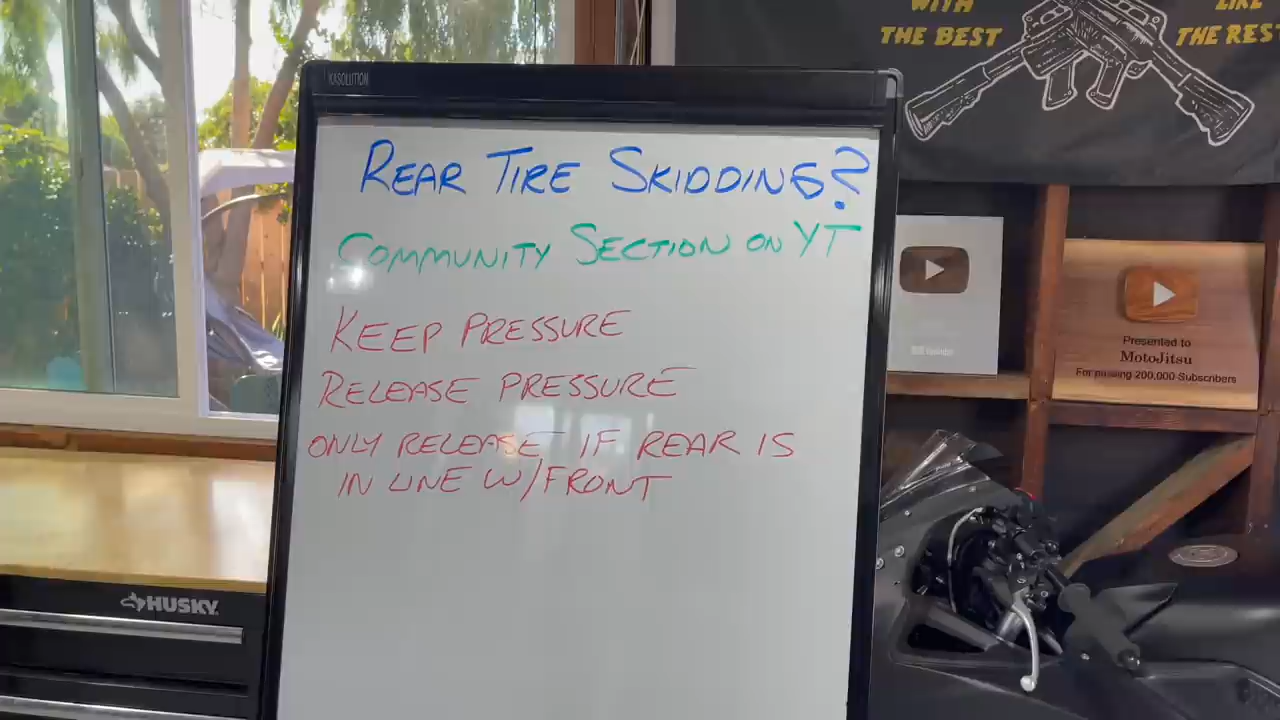 WITH
THE BEST
LIKE
THE REST
KASOLUTION
REAR TIRE SKIDDING?
COMMUNITY SECTION ON YT
KEEP PRESSURE
RELEASE PRESSURE
ONLY RELEASE IF REAR IS
IN LINE W/FRONT
Presented to
MotoJitsu
For passing 200,000 Subscribers
HUSKY